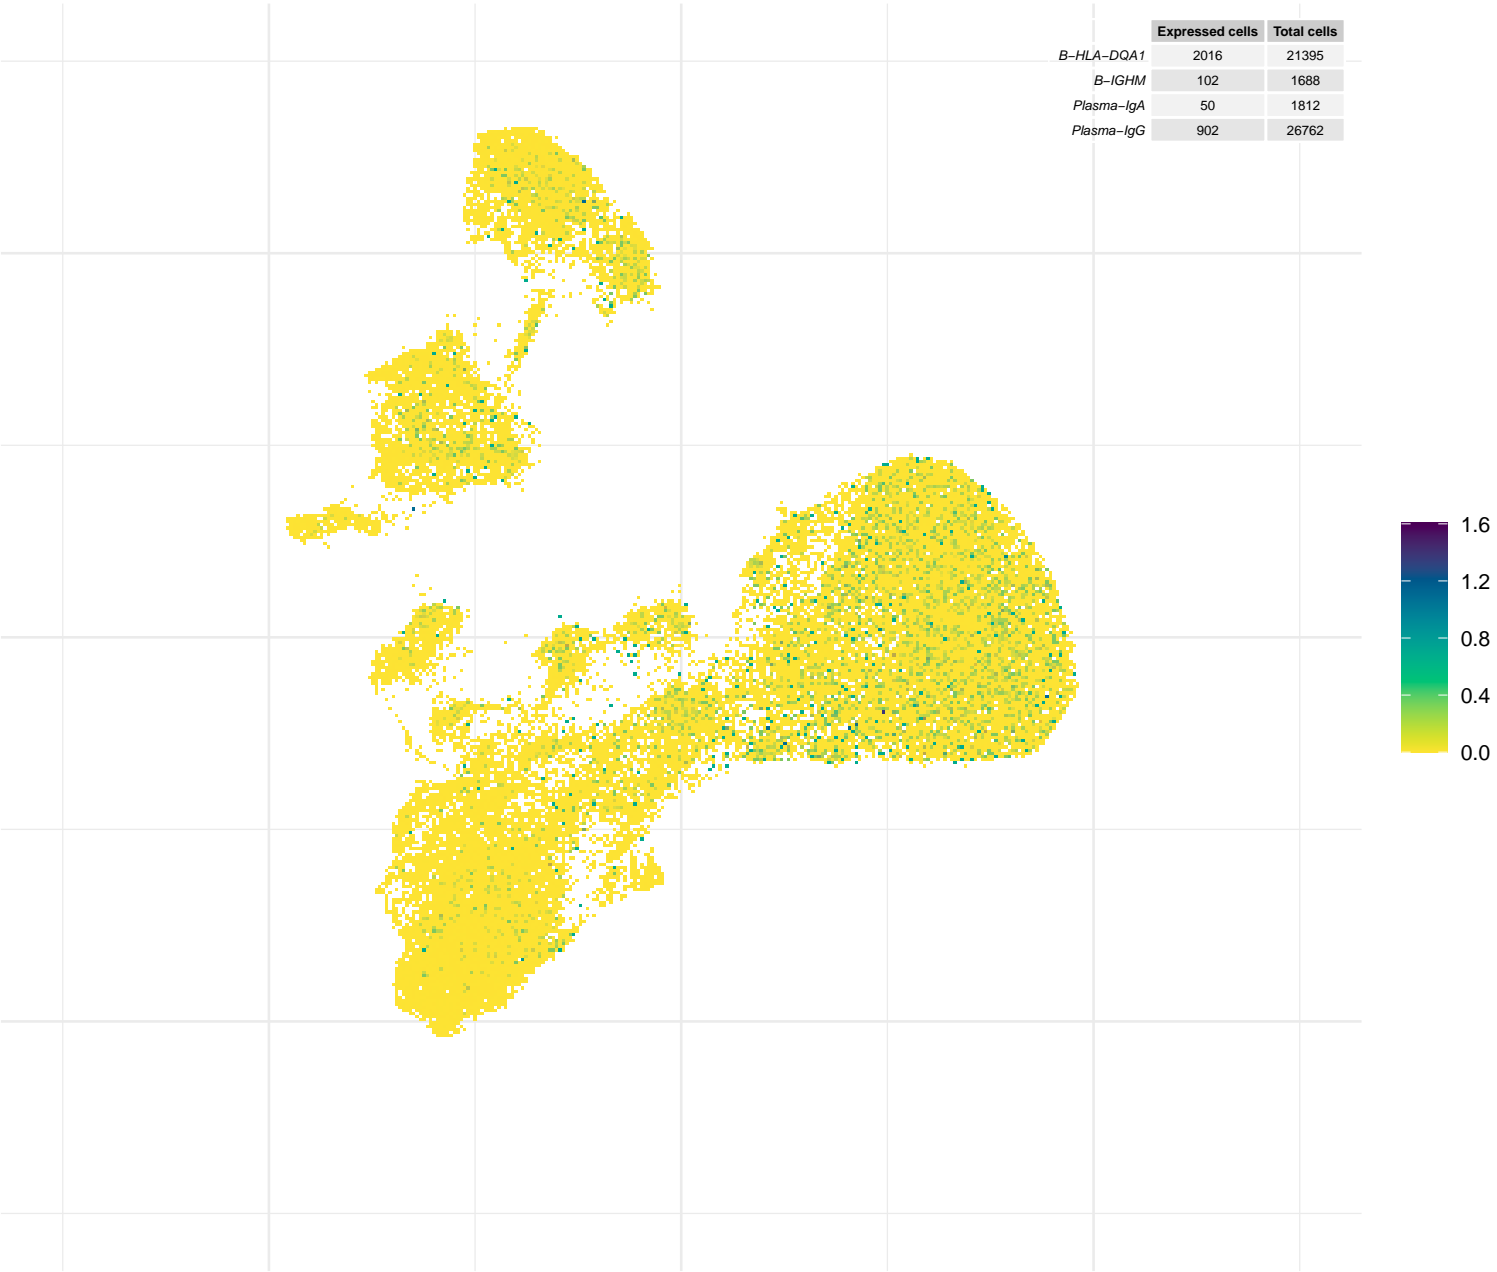 Expressed cells Total cells
B−HLA−DQA1 2016 21395
B−IGHM 102 1688
Plasma−IgA 50 1812
Plasma−IgG 902 26762
1.6
1.2
0.8
0.4
0.0